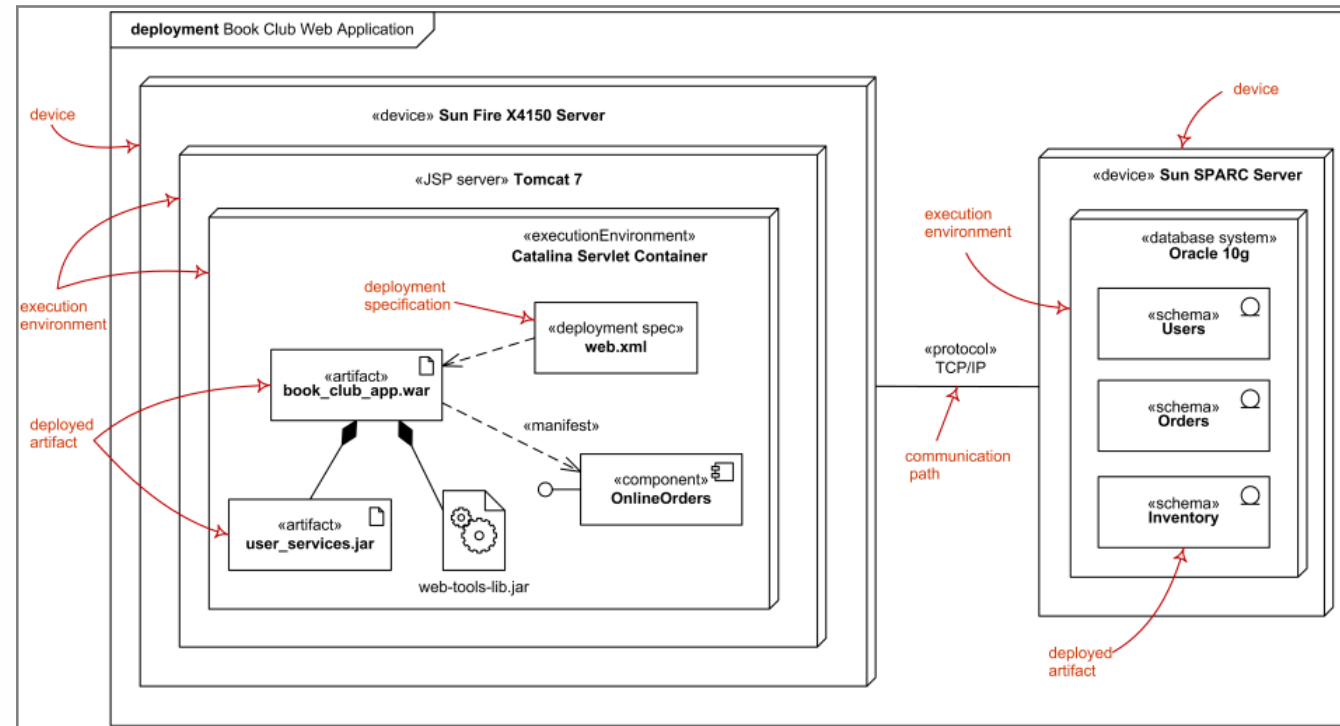 deployment Book Club Web Application
device
«device» Sun Fire X4150 Server
«JSP server» Tomcat 7
«executionEnvironment»
Catalina Servlet Container
execution
environment
deployment
specification
«deployment spec»
web.xml
«artifact»
book_club_app.war
deployed
artifact
«manifest»
«component»
OnlineOrders
«artifact»
user_services.jar
web-tools-lib.jar
«protocol»
TCP/IP
communication
path
device
«device» Sun SPARC Server
execution
environment
«database system»
Oracle 10g
«schema»
Users
«schema»
Orders
«schema»
Inventory
deployed
artifact